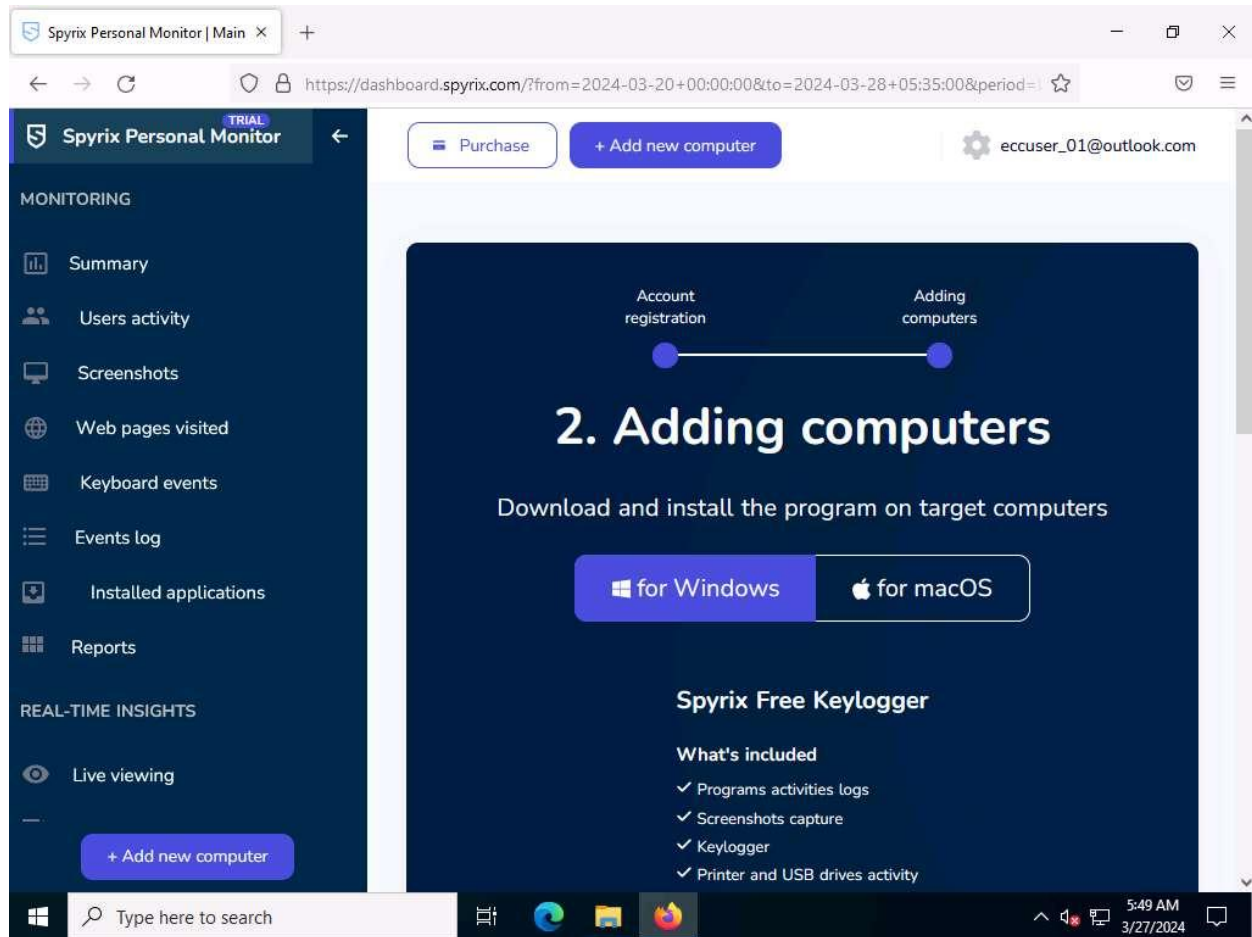 Spyrix Personal Monitor | Main
https://dashboard.spyrix.com/?from=2024-03-20+00:00:00&to=2024-03-28+05:35:00&period=
TRIAL
Spyrix Personal Monitor
Purchase
+ Add new computer
eccuser_01@outlook.com
MONITORING
Summary
Users activity
Screenshots
Web pages visited
Keyboard events
Events log
Installed applications
Reports
REAL-TIME INSIGHTS
Live viewing
+ Add new computer
Account
registration
Adding
computers
2. Adding computers
Download and install the program on target computers
for Windows
for macOS
Spyrix Free Keylogger
What's included
Programs activities logs
Screenshots capture
Keylogger
Printer and USB drives activity
Type here to search
5:49 AM
3/27/2024